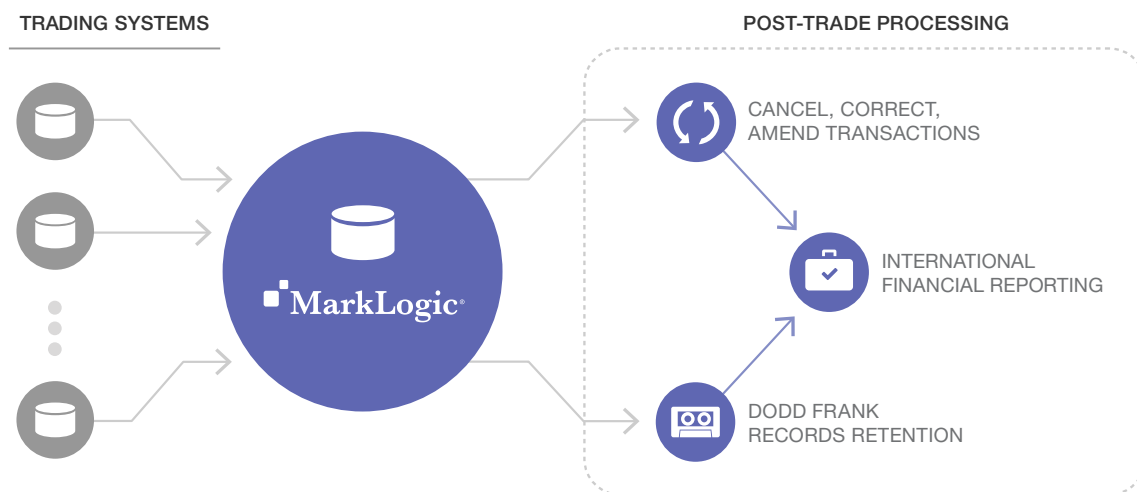 TRADING SYSTEMS
POST-TRADE PROCESSING
CANCEL, CORRECT,
AMEND TRANSACTIONS
MarkLogic®
INTERNATIONAL
FINANCIAL REPORTING
DODD FRANK
RECORDS RETENTION